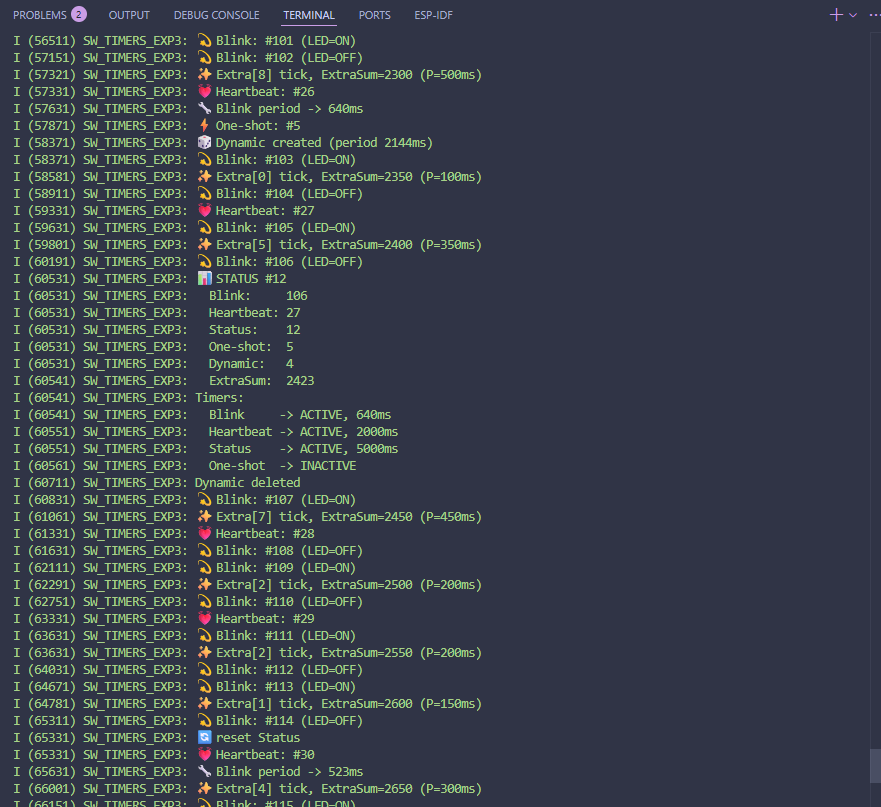 PROBLEMS 2 OUTPUT DEBUG CONSOLE TERMINAL PORTS ESP-IDF
I (56511) SW_TIMERS_EXP3: 💫 Blink: #101 (LED=ON)
I (57151) SW_TIMERS_EXP3: 💫 Blink: #102 (LED=OFF)
I (57321) SW_TIMERS_EXP3: ✨ Extra[8] tick, ExtraSum=2300 (P=500ms)
I (57331) SW_TIMERS_EXP3: 💓 Heartbeat: #26
I (57631) SW_TIMERS_EXP3: 🔧 Blink period -> 640ms
I (57871) SW_TIMERS_EXP3: ⚡ One-shot: #5
I (58371) SW_TIMERS_EXP3: 🎲 Dynamic created (period 2144ms)
I (58371) SW_TIMERS_EXP3: 💫 Blink: #103 (LED=ON)
I (58581) SW_TIMERS_EXP3: ✨ Extra[0] tick, ExtraSum=2350 (P=100ms)
I (58911) SW_TIMERS_EXP3: 💫 Blink: #104 (LED=OFF)
I (59331) SW_TIMERS_EXP3: 💓 Heartbeat: #27
I (59631) SW_TIMERS_EXP3: 💫 Blink: #105 (LED=ON)
I (59801) SW_TIMERS_EXP3: ✨ Extra[5] tick, ExtraSum=2400 (P=350ms)
I (60191) SW_TIMERS_EXP3: 💫 Blink: #106 (LED=OFF)
I (60531) SW_TIMERS_EXP3: 📊 STATUS #12
I (60531) SW_TIMERS_EXP3:   Blink:     106
I (60531) SW_TIMERS_EXP3:   Heartbeat: 27
I (60531) SW_TIMERS_EXP3:   Status:    12
I (60531) SW_TIMERS_EXP3:   One-shot:  5
I (60531) SW_TIMERS_EXP3:   Dynamic:   4
I (60541) SW_TIMERS_EXP3:   ExtraSum:  2423
I (60541) SW_TIMERS_EXP3: Timers:
I (60541) SW_TIMERS_EXP3:   Blink     -> ACTIVE, 640ms
I (60551) SW_TIMERS_EXP3:   Heartbeat -> ACTIVE, 2000ms
I (60551) SW_TIMERS_EXP3:   Status    -> ACTIVE, 5000ms
I (60561) SW_TIMERS_EXP3:   One-shot  -> INACTIVE
I (60711) SW_TIMERS_EXP3: Dynamic deleted
I (60831) SW_TIMERS_EXP3: 💫 Blink: #107 (LED=ON)
I (61061) SW_TIMERS_EXP3: ✨ Extra[7] tick, ExtraSum=2450 (P=450ms)
I (61331) SW_TIMERS_EXP3: 💓 Heartbeat: #28
I (61631) SW_TIMERS_EXP3: 💫 Blink: #108 (LED=OFF)
I (62111) SW_TIMERS_EXP3: 💫 Blink: #109 (LED=ON)
I (62291) SW_TIMERS_EXP3: ✨ Extra[2] tick, ExtraSum=2500 (P=200ms)
I (62751) SW_TIMERS_EXP3: 💫 Blink: #110 (LED=OFF)
I (63331) SW_TIMERS_EXP3: 💓 Heartbeat: #29
I (63631) SW_TIMERS_EXP3: 💫 Blink: #111 (LED=ON)
I (63631) SW_TIMERS_EXP3: ✨ Extra[2] tick, ExtraSum=2550 (P=200ms)
I (64031) SW_TIMERS_EXP3: 💫 Blink: #112 (LED=OFF)
I (64671) SW_TIMERS_EXP3: 💫 Blink: #113 (LED=ON)
I (64781) SW_TIMERS_EXP3: ✨ Extra[1] tick, ExtraSum=2600 (P=150ms)
I (65311) SW_TIMERS_EXP3: 💫 Blink: #114 (LED=OFF)
I (65331) SW_TIMERS_EXP3: 🔄 reset Status
I (65331) SW_TIMERS_EXP3: 💓 Heartbeat: #30
I (65631) SW_TIMERS_EXP3: 🔧 Blink period -> 523ms
I (66001) SW_TIMERS_EXP3: ✨ Extra[4] tick, ExtraSum=2650 (P=300ms)
I (66151) SW_TIMERS_EXP3: 💫 Blink: #115 (LED=ON)